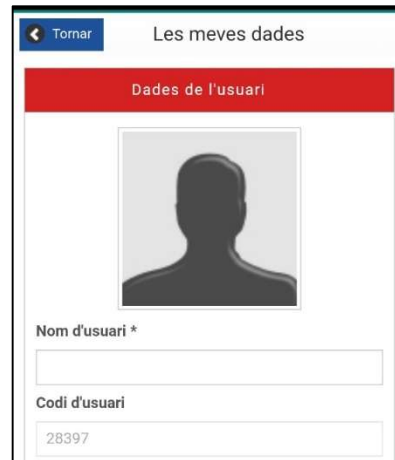 Tornar
Les meves dades
Dades de l'usuari
Nom d'usuari *
Codi d'usuari
28397